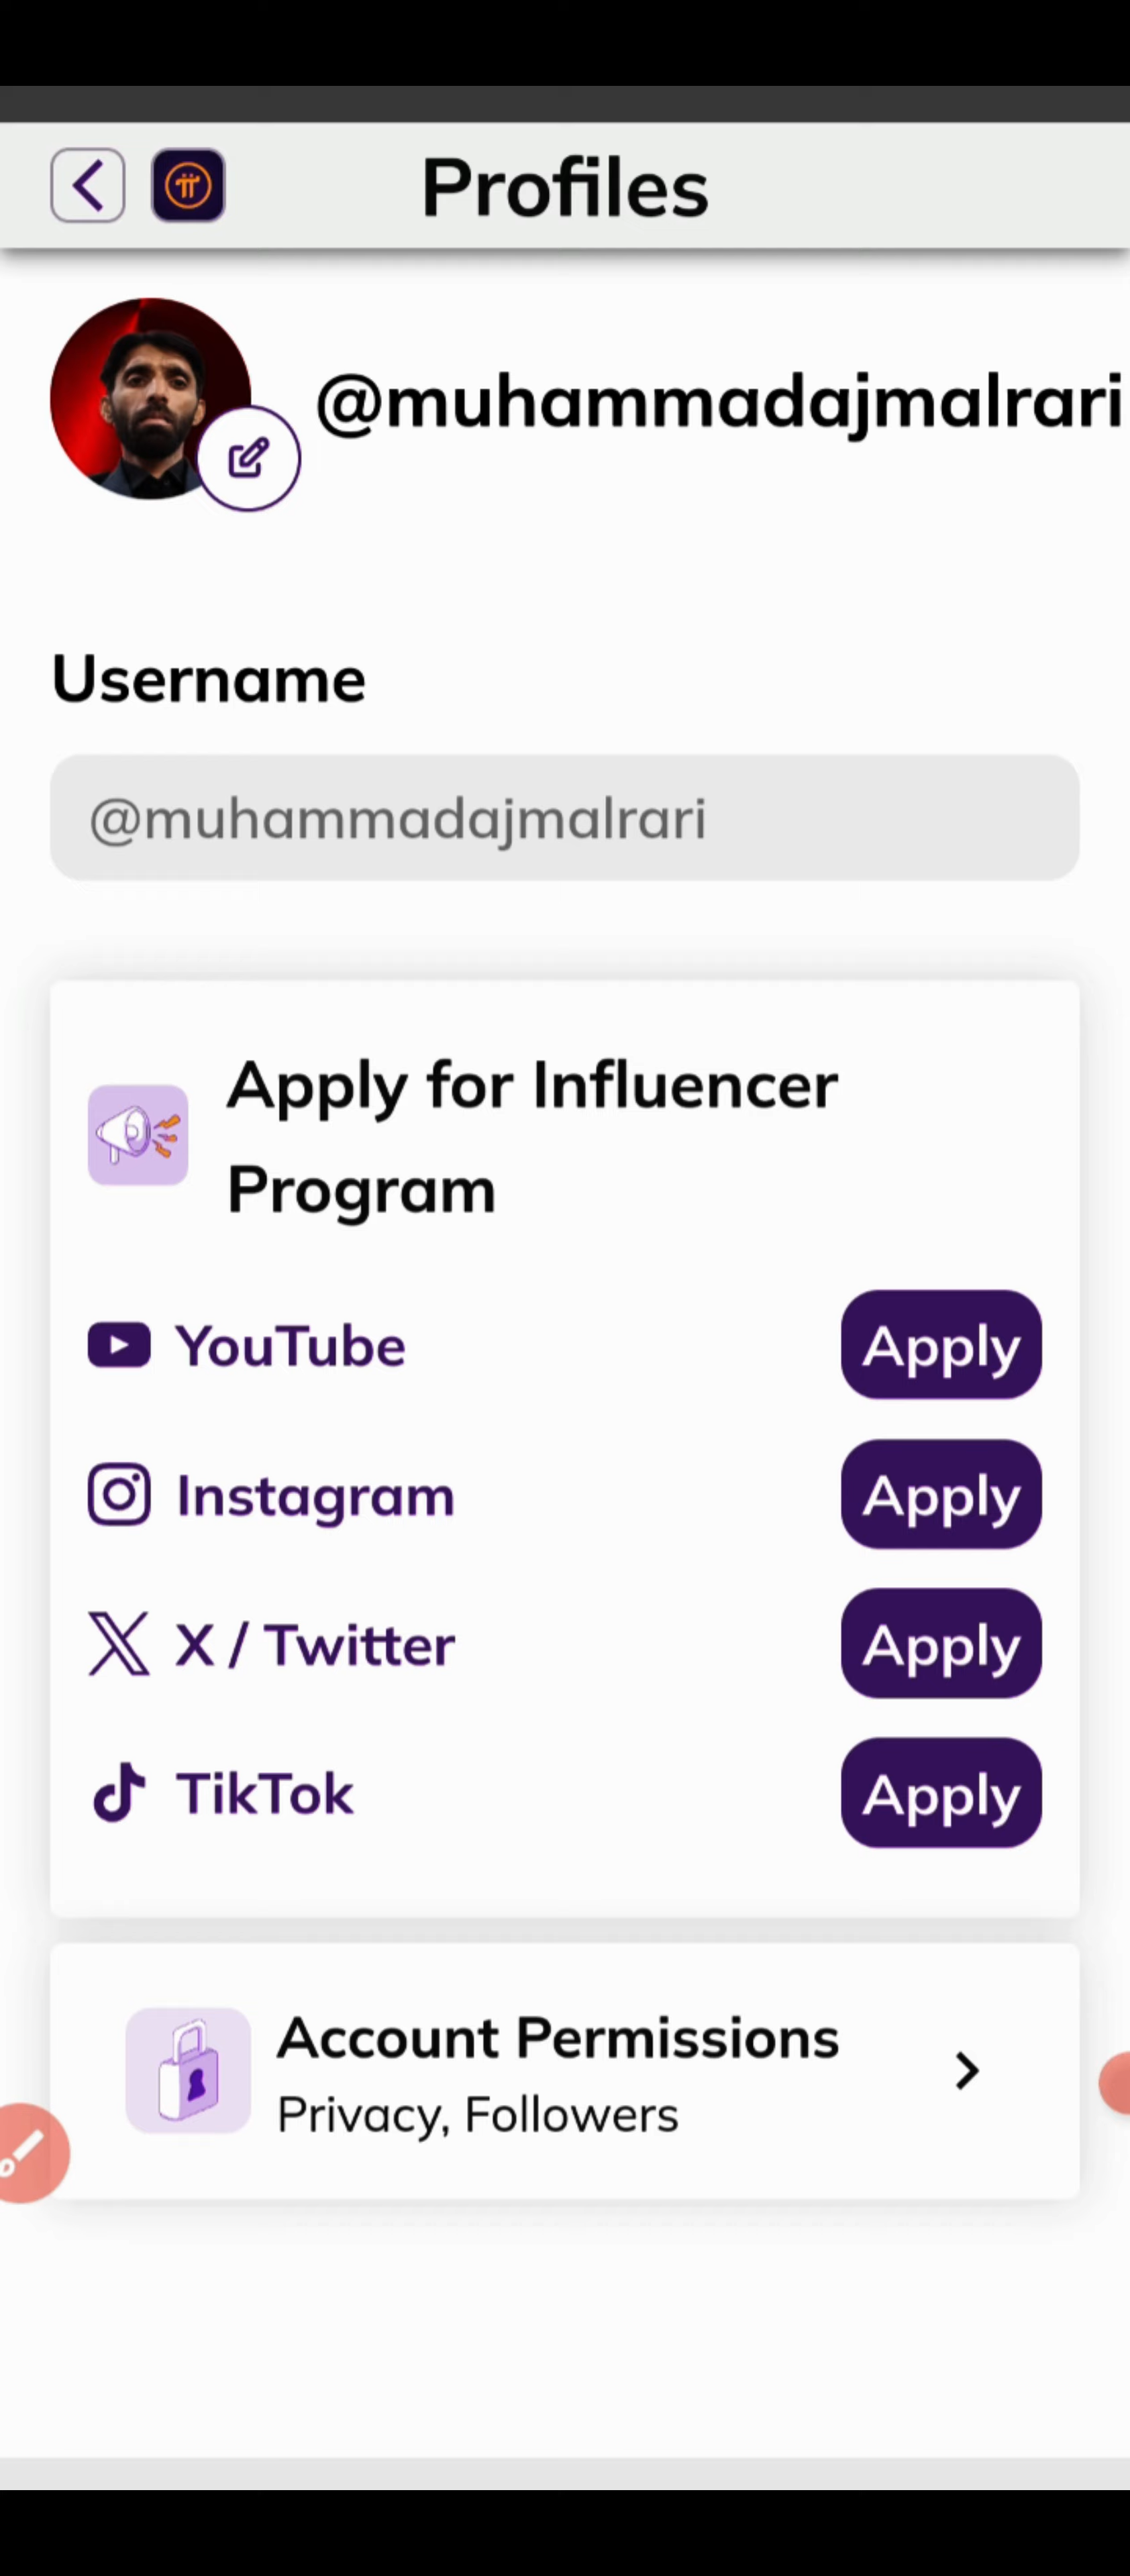 Profiles
@muhammadajmalrari
Username
@muhammadajmalrari
Apply for Influencer
Program
YouTube
Apply
Instagram
Apply
X / Twitter
Apply
TikTok
Apply
Account Permissions
Privacy, Followers